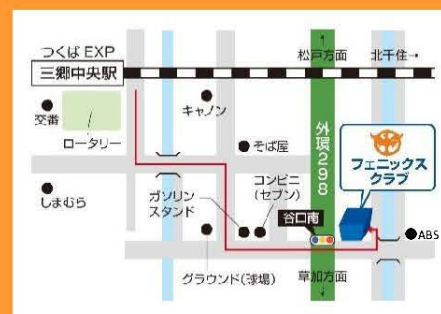 つくばEXP
三郷中央駅
松戸方面
北千住→
交番
ロータリー
キャノン
外環298
フェニックス
クラブ
そば屋
コンビニ
(セブン)
ガソリン
スタンド
しまむら
谷口南
ABS
グラウンド(球場)
草加方面